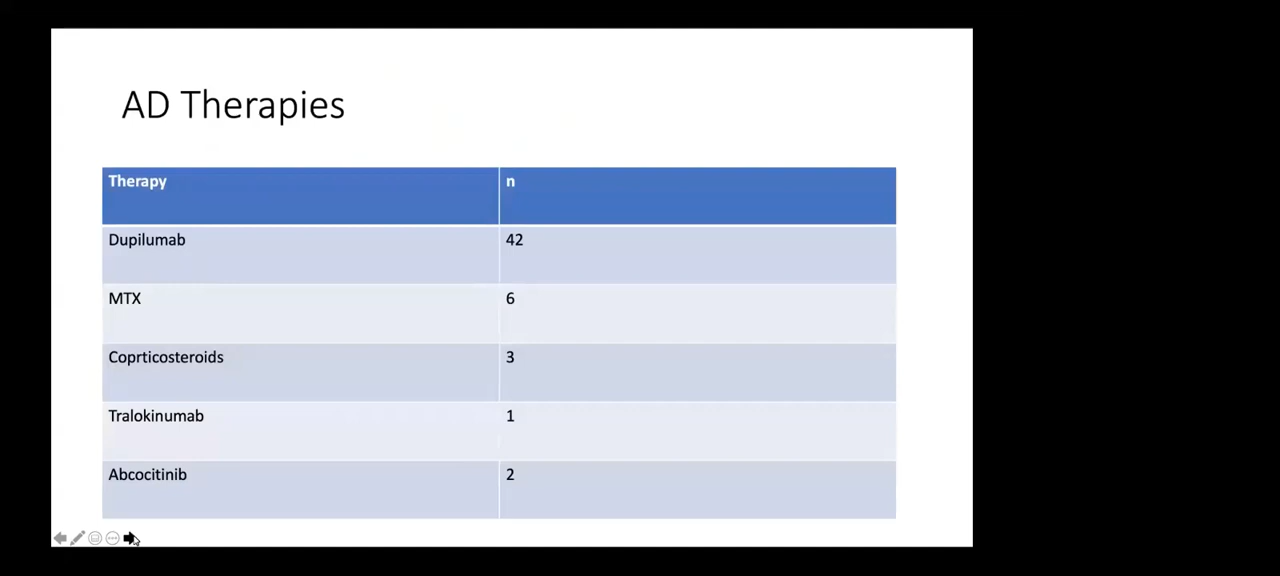 AD Therapies
Therapy n
Dupilumab 42
MTX 6
Coprticosteroids 3
Tralokinumab 1
Abcocitinib 2